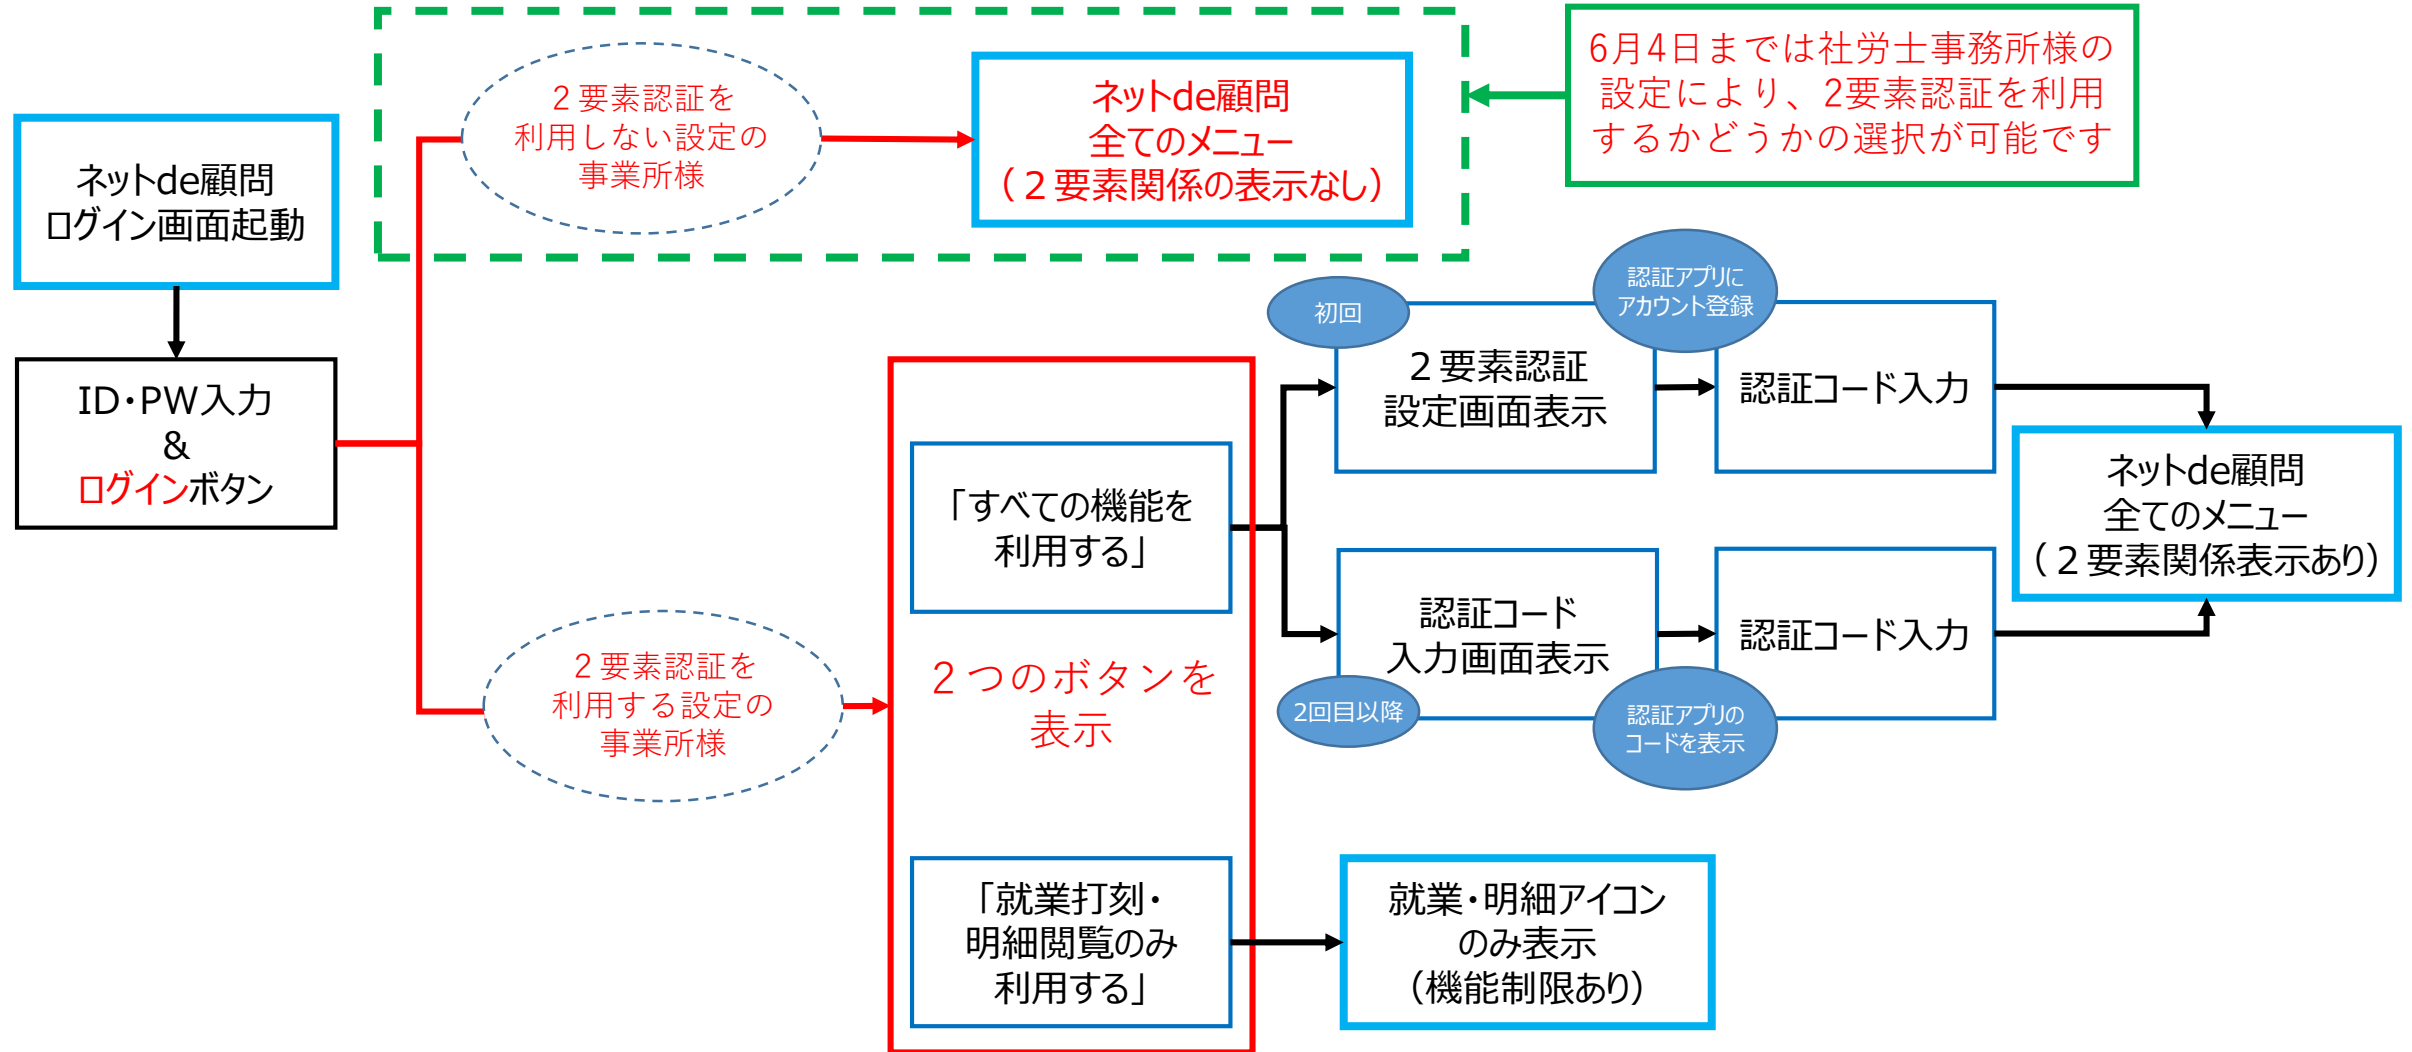 ネットde顧問
ログイン画面起動
ID・PW入力
&
ログインボタン
２要素認証を
利用しない設定の
事業所様
ネットde顧問
全てのメニュー
（２要素関係の表示なし）
6月4日までは社労士事務所様の
設定により、2要素認証を利用
するかどうかの選択が可能です
２要素認証を
利用する設定の
事業所様
「すべての機能を
利用する」
２つのボタンを
表示
「就業打刻・
明細閲覧のみ
利用する」
初回
２要素認証
設定画面表示
認証アプリに
アカウント登録
認証コード入力
認証コード
入力画面表示
2回目以降
認証コード入力
認証アプリの
コードを表示
ネットde顧問
全てのメニュー
（２要素関係表示あり）
就業・明細アイコン
のみ表示
（機能制限あり）